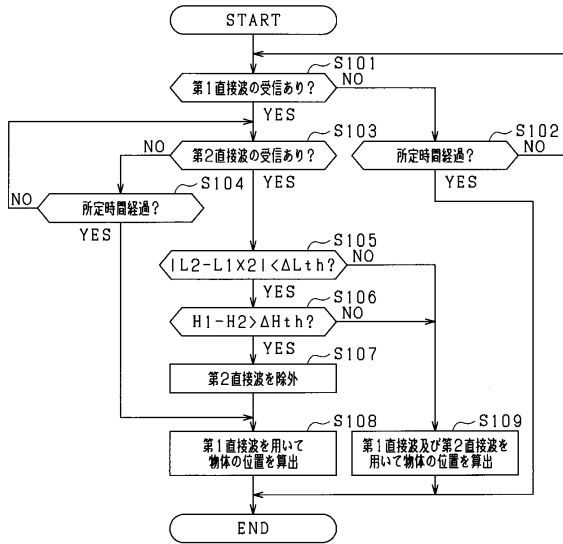 START
S101
第1直接波の受信あり？
NO
YES
S103
第2直接波の受信あり？
NO
YES
S102
所定時間経過？
NO
YES
S104
所定時間経過？
NO
YES
S105
|L2-L1×2|<ΔLth？
NO
YES
S106
H1-H2>ΔHth？
NO
YES
S107
第2直接波を除外
S108
第1直接波を用いて
物体の位置を算出
S109
第1直接波及び第2直接波を
用いて物体の位置を算出
END